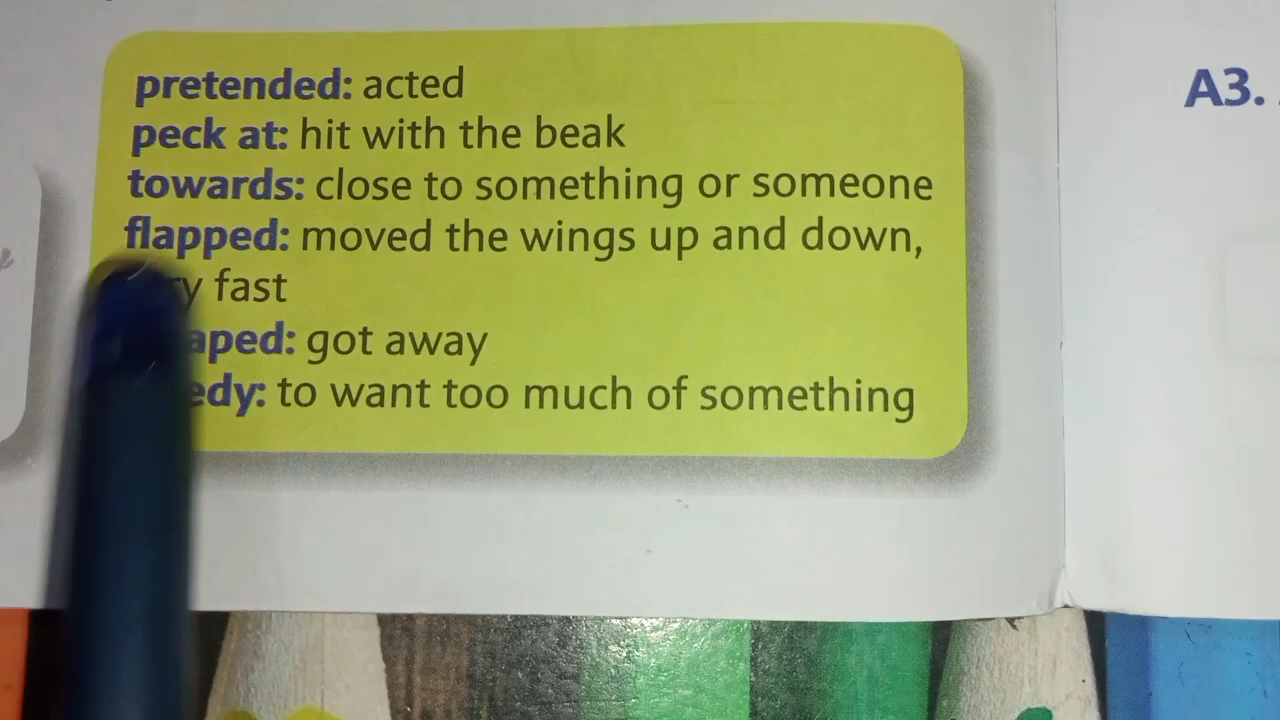 pretended: acted
peck at: hit with the beak
towards: close to something or someone
flapped: moved the wings up and down,
fast
got away
to want too much of something
A3.